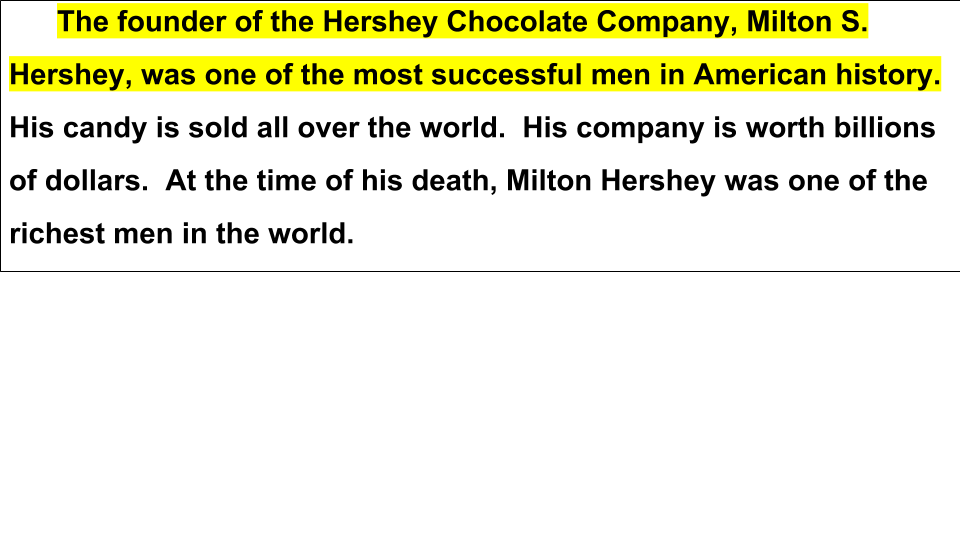 The founder of the Hershey Chocolate Company, Milton S.
Hershey, was one of the most successful men in American history.
His candy is sold all over the world.  His company is worth billions
of dollars.  At the time of his death, Milton Hershey was one of the
richest men in the world.